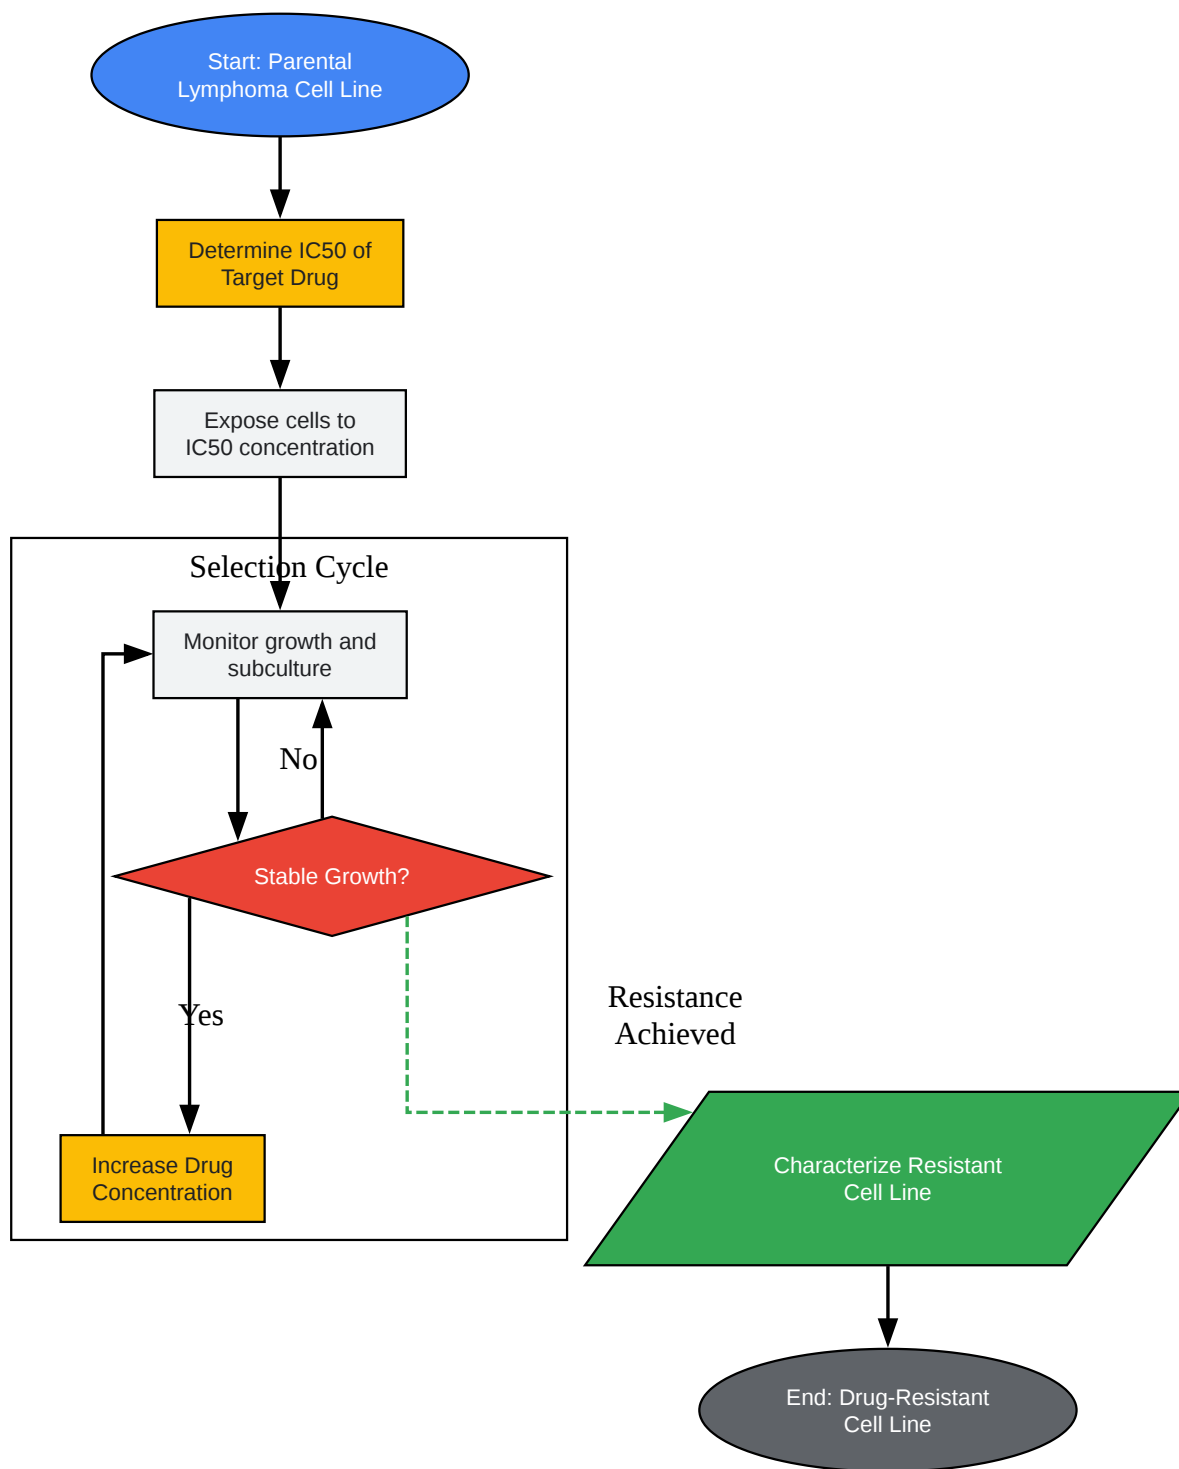 Start: Parental
Lymphoma Cell Line
Determine IC50 of
Target Drug
Expose cells to
IC50 concentration
Selection Cycle
Monitor growth and
subculture
No
Stable Growth?
Yes
Resistance
Achieved
Increase Drug
Concentration
Characterize Resistant
Cell Line
End: Drug-Resistant
Cell Line